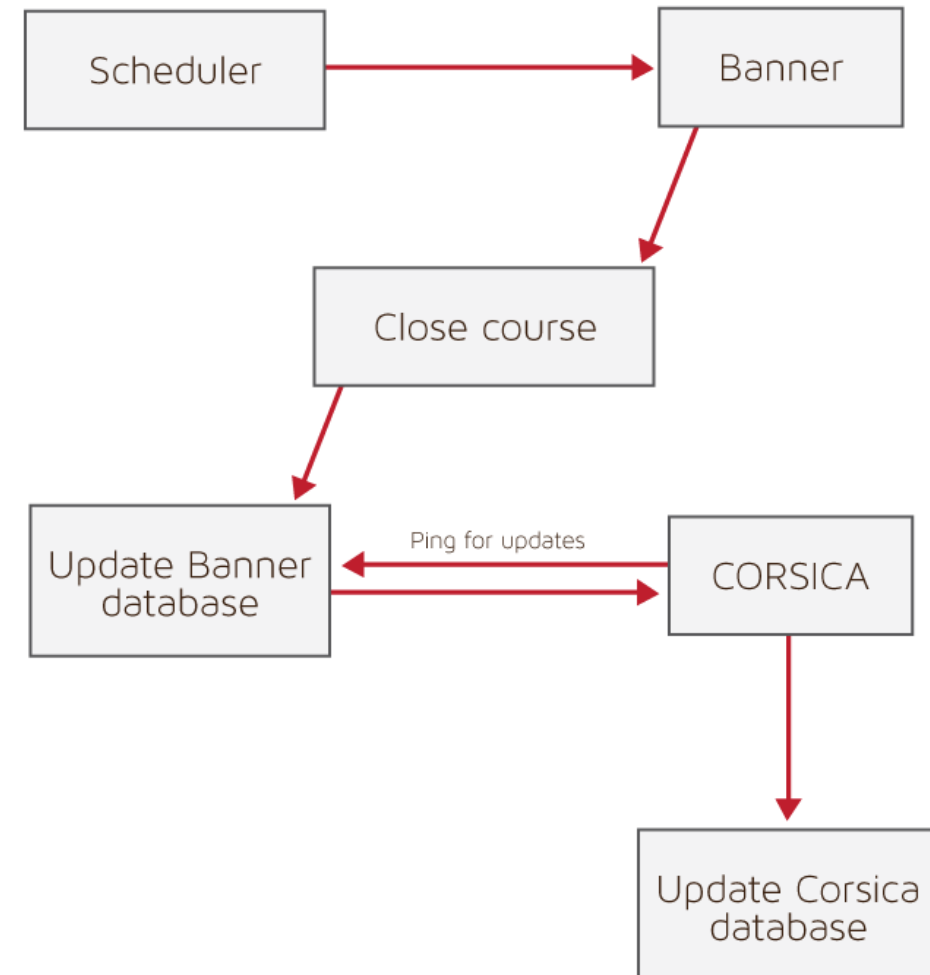 Scheduler
Banner
Close course
Update Banner
database
Ping for updates
CORSICA
Update Corsica
database